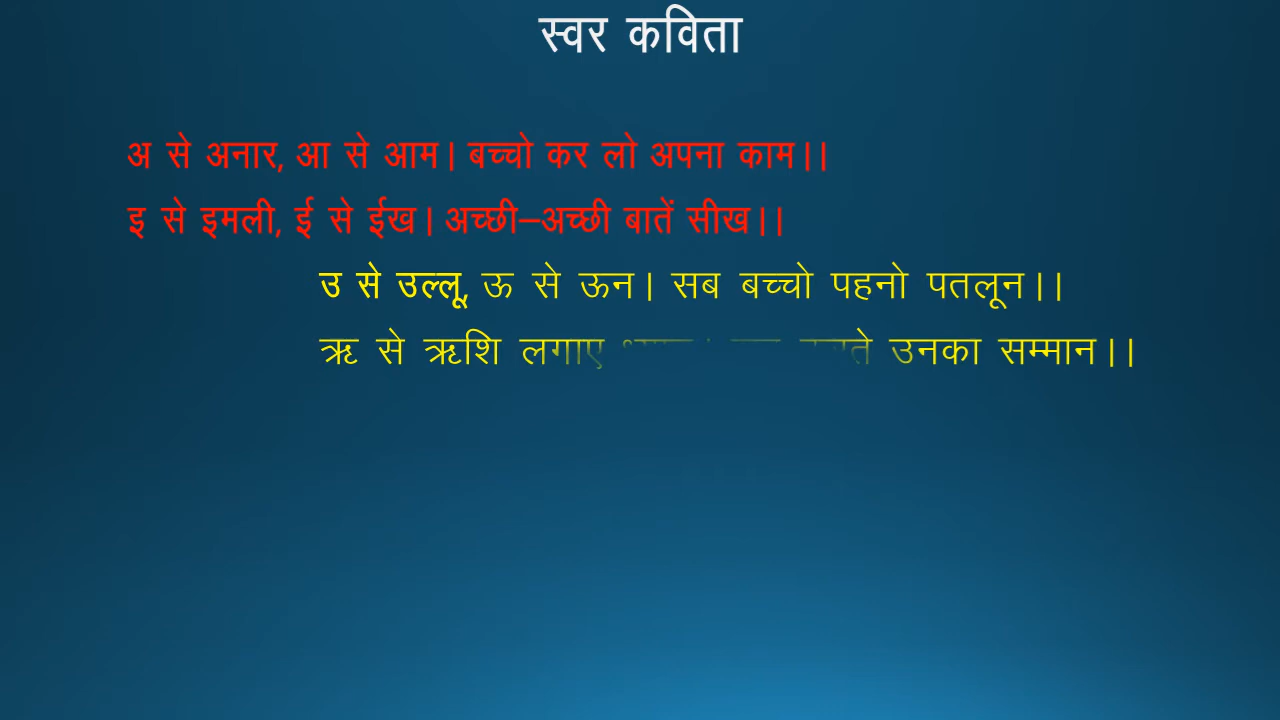 स्वर कविता
अ से अनार, आ से आम। बच्चो कर लो अपना काम।।
इ से इमली, ई से ईख। अच्छी–अच्छी बातें सीख।।
उ से उल्लू, ऊ से ऊन। सब बच्चो पहनो पतलून।।
ऋ से ऋशि लगाए उनका सम्मान।।